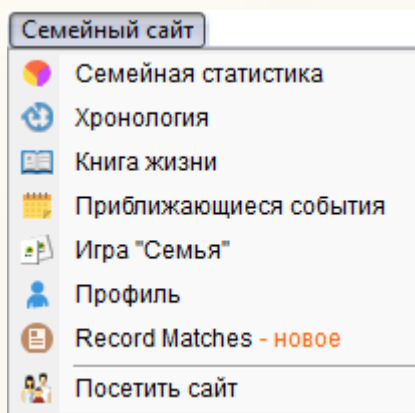 Семейный сайт
Семейная статистика
Хронология
Книга жизни
Приближающиеся события
Игра "Семья"
Профиль
Record Matches - новое
Посетить сайт